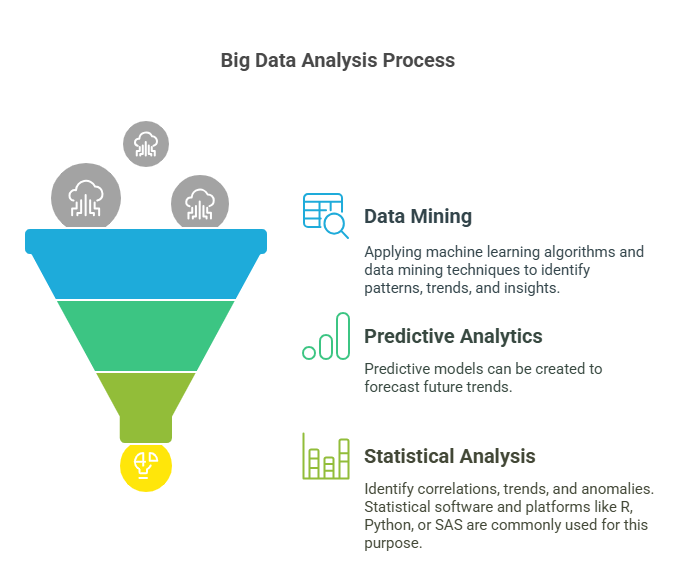 Big Data Analysis Process
Data Mining
Applying machine learning algorithms and
data mining techniques to identify
patterns, trends, and insights.
Predictive Analytics
Predictive models can be created to
forecast future trends.
Statistical Analysis
Identify correlations, trends, and anomalies.
Statistical software and platforms like R,
Python, or SAS are commonly used for this
purpose.